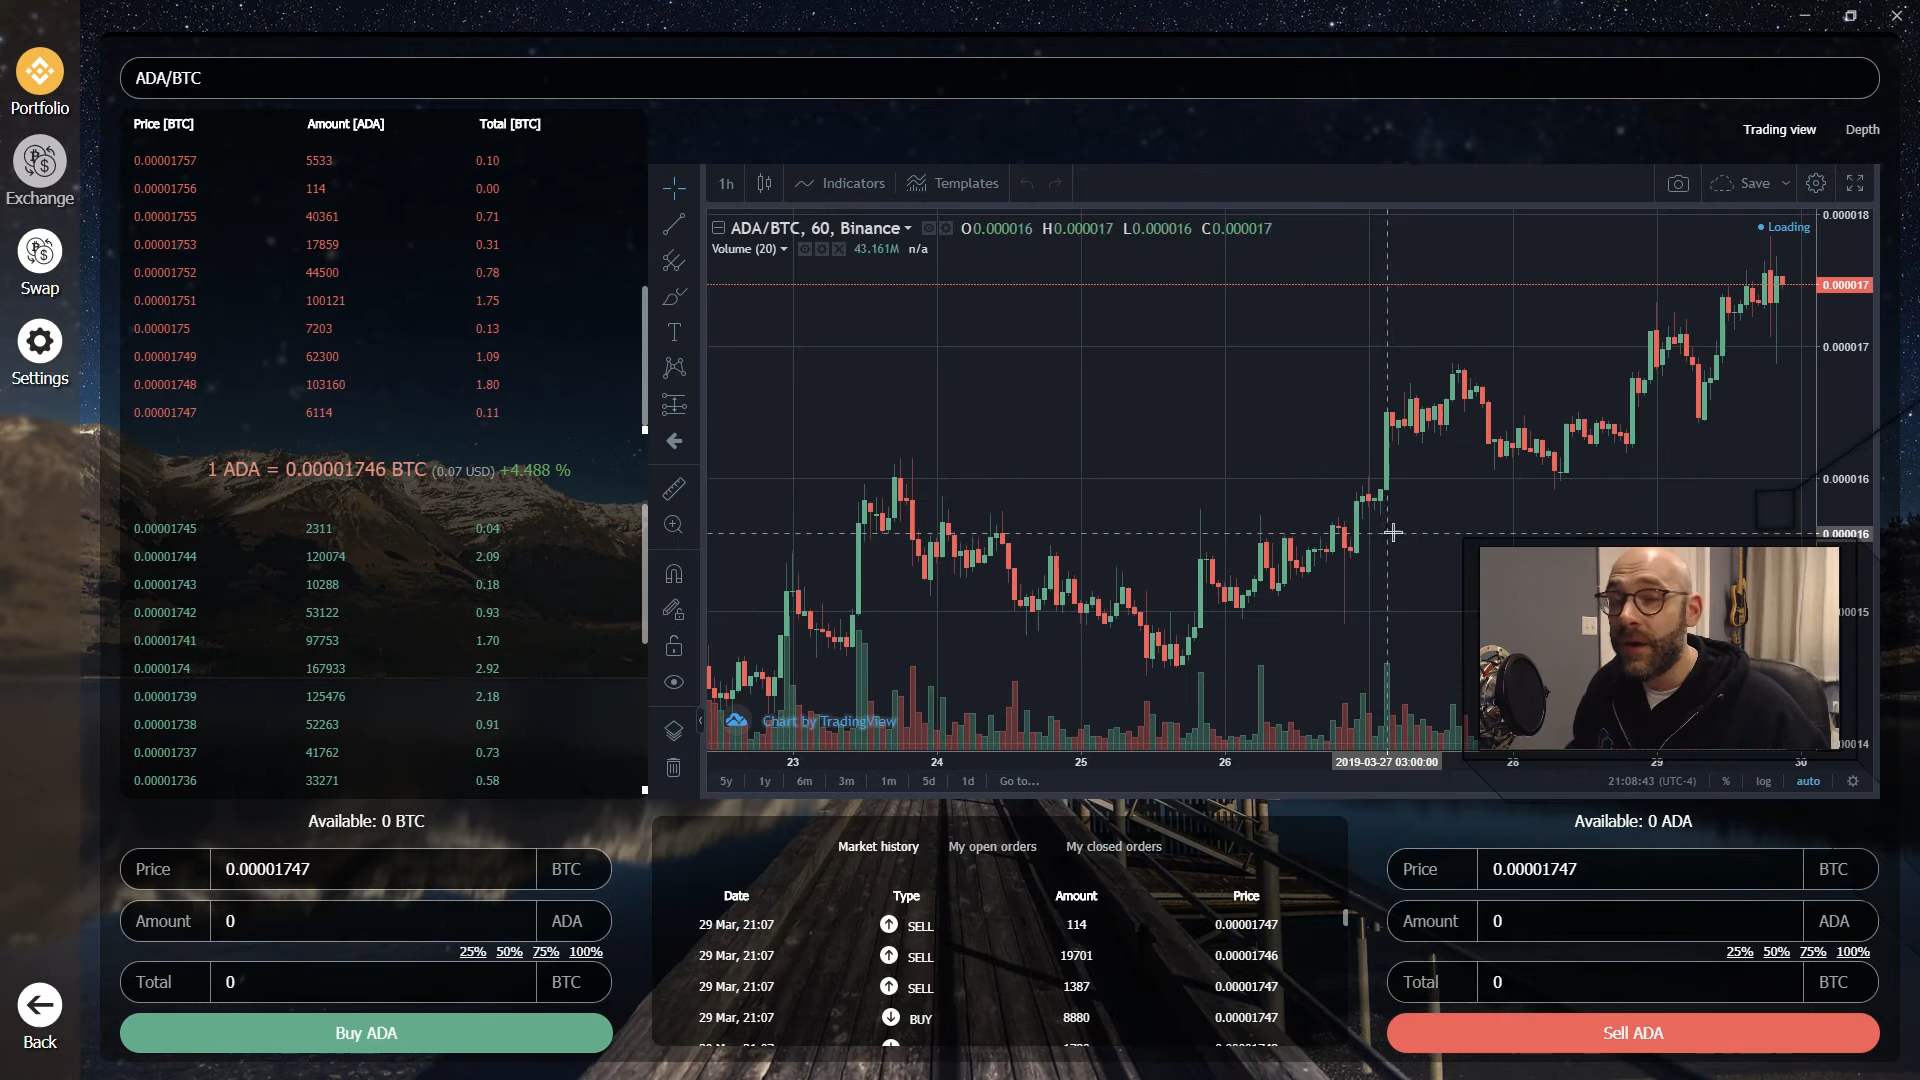 Portfolio
Exchange
Swap
Settings
Back
ADA/BTC
Price [BTC] Amount [ADA] Total [BTC]
0.00001757 5533 0.10
0.00001756 114 0.00
0.00001755 40361 0.71
0.00001753 17859 0.31
0.00001752 44500 0.78
0.00001751 100121 1.75
0.0000175 7203 0.13
0.00001749 62300 1.09
0.00001748 103160 1.80
0.00001747 6114 0.11
1 ADA = 0.00001746 BTC (0.07 USD) +4.488 %
0.00001745 2311 0.04
0.00001744 120074 2.09
0.00001743 10288 0.18
0.00001742 53122 0.93
0.00001741 97753 1.70
0.0000174 167933 2.92
0.00001739 125476 2.18
0.00001738 52263 0.91
0.00001737 41762 0.73
0.00001736 33271 0.58
Trading view Depth
1h Indicators Templates Save
ADA/BTC, 60, Binance O0.000016 H0.000017 L0.000016 C0.000017
Volume (20) 43.161M n/a
Loading
0.000018
0.000017
0.000017
0.000016
0.000016
00015
00014
Chart by TradingView
23 24 25 26 2019-03-27 03:00:00 28 29 30
5y 1y 6m 3m 1m 5d 1d Go to... 21:08:43 (UTC-4) % log auto
Available: 0 BTC
Price 0.00001747 BTC
Amount 0 ADA
25% 50% 75% 100%
Total 0 BTC
Buy ADA
Market history My open orders My closed orders
Date Type Amount Price
29 Mar, 21:07 SELL 114 0.00001747
29 Mar, 21:07 SELL 19701 0.00001746
29 Mar, 21:07 SELL 1387 0.00001747
29 Mar, 21:07 BUY 8880 0.00001747
Available: 0 ADA
Price 0.00001747 BTC
Amount 0 ADA
25% 50% 75% 100%
Total 0 BTC
Sell ADA